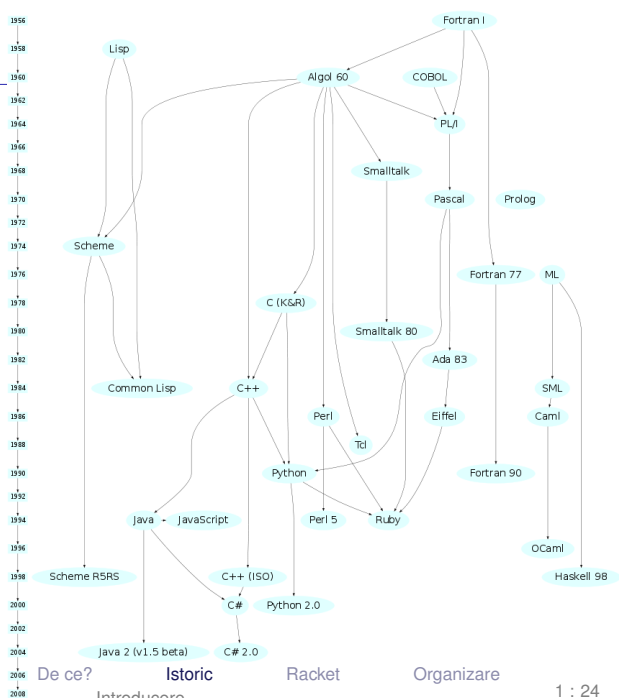 1956 Fortran I
1958 Lisp
1960 Algol 60 COBOL
1962
1964 PL/I
1966
1968 Smalltalk
1970 Pascal Prolog
1972
1974 Scheme
1976 Fortran 77 ML
1978 C (K&R)
1980 Smalltalk 80
1982 Ada 83
1984 Common Lisp C++ SML
1986 Perl Eiffel Caml
1988 Tcl
1990 Python Fortran 90
1992
1994 Java JavaScript Perl 5 Ruby
1996 OCaml
1998 Scheme R5RS C++ (ISO) Haskell 98
2000 C# Python 2.0
2002
2004 Java 2 (v1.5 beta) C# 2.0
2006 De ce? Istoric Racket Organizare
2008 Introducere 1 : 24